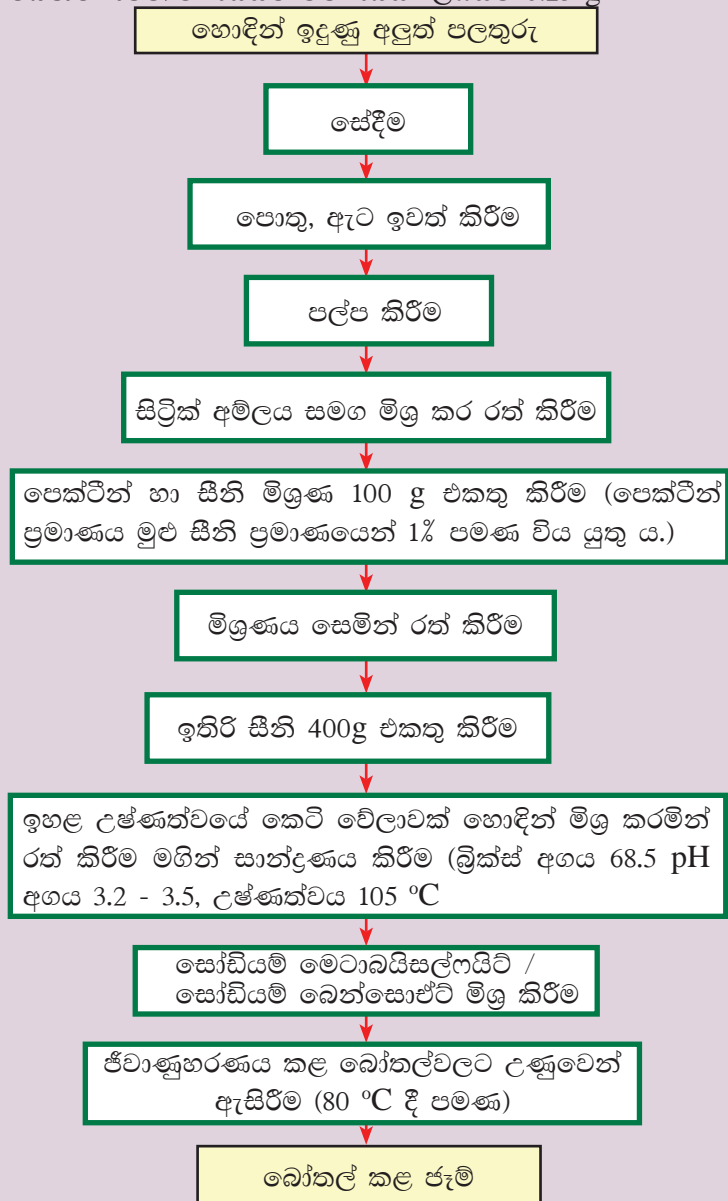 හොඳින් ඉදුණු අලුත් පලතුරු
සේදීම
පොතු, ඇට ඉවත් කිරීම
පල්ප කිරීම
සිට්‍රික් අම්ලය සමග මිශ්‍ර කර රත් කිරීම
පෙක්ටීන් හා සීනි මිශ්‍රණ 100 g එකතු කිරීම (පෙක්ටීන්
ප්‍රමාණය මුළු සීනි ප්‍රමාණයෙන් 1% පමණ විය යුතු ය.)
මිශ්‍රණය සෙමින් රත් කිරීම
ඉතිරි සීනි 400g එකතු කිරීම
ඉහළ උෂ්ණත්වයේ කෙටි වේලාවක් හොඳින් මිශ්‍ර කරමින්
රත් කිරීම මගින් සාන්ද්‍රණය කිරීම (බ්‍රික්ස් අගය 68.5 pH
අගය 3.2 - 3.5, උෂ්ණත්වය 105 °C
සෝඩියම් මෙටාබයිසල්ෆයිට් /
සෝඩියම් බෙන්සොඒට් මිශ්‍ර කිරීම
ජීවාණුහරණය කළ බෝතල්වලට උණුවෙන්
ඇසිරීම (80 °C දී පමණ)
බෝතල් කළ ජෑම්